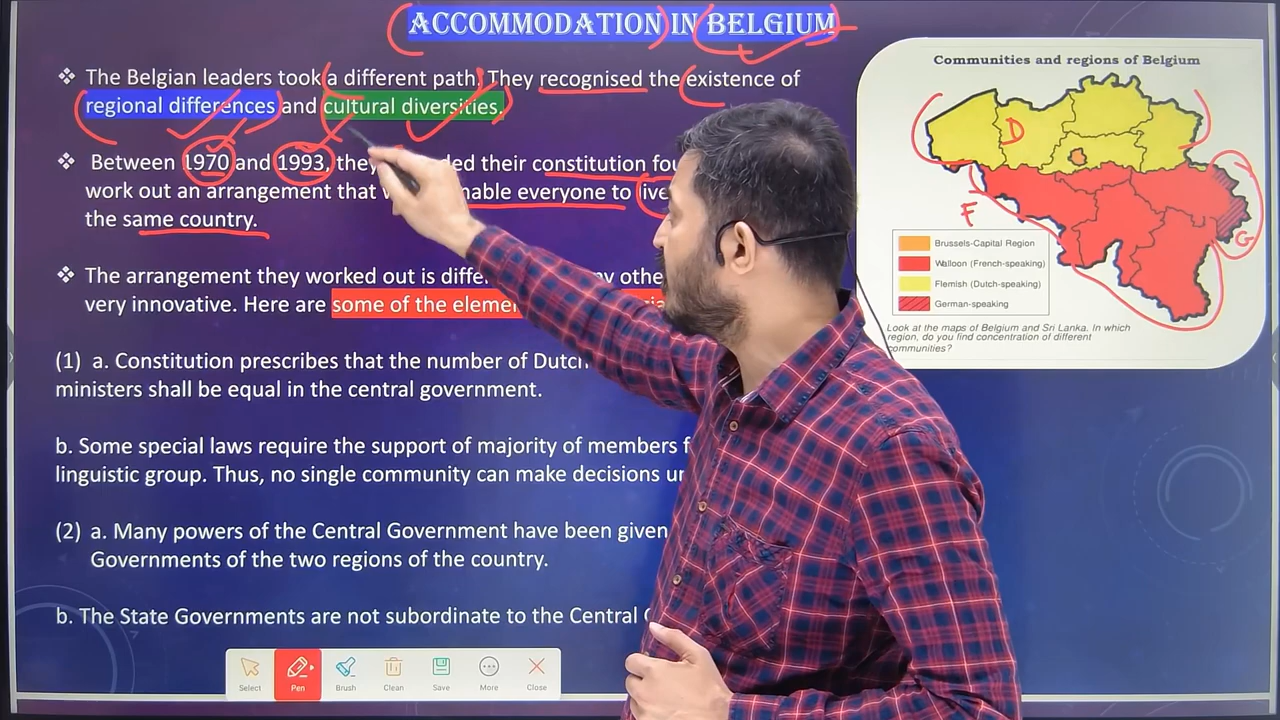 ACCOMMODATION IN BELGIUM
❖ The Belgian leaders took a different path. They recognised the existence of
regional differences and cultural diversities.
❖ Between 1970 and 1993, they their constitution
work out an arrangement that everyone to
the same country.
❖ The arrangement they worked out is
very innovative. Here are some of the
(1) a. Constitution prescribes that the number of
ministers shall be equal in the central government.
b. Some special laws require the support of majority of members
linguistic group. Thus, no single community can make decisions
(2) a. Many powers of the Central Government have been given
Governments of the two regions of the country.
b. The State Governments are not subordinate to the Central
Communities and regions of Belgium
D
F
G
Brussels-Capital Region
Walloon (French-speaking)
Flemish (Dutch-speaking)
German-speaking
Look at the maps of Belgium and Sri Lanka. In which
region, do you find concentration of different
communities?
Select
Pen
Brush
Clean
Save
More
Close